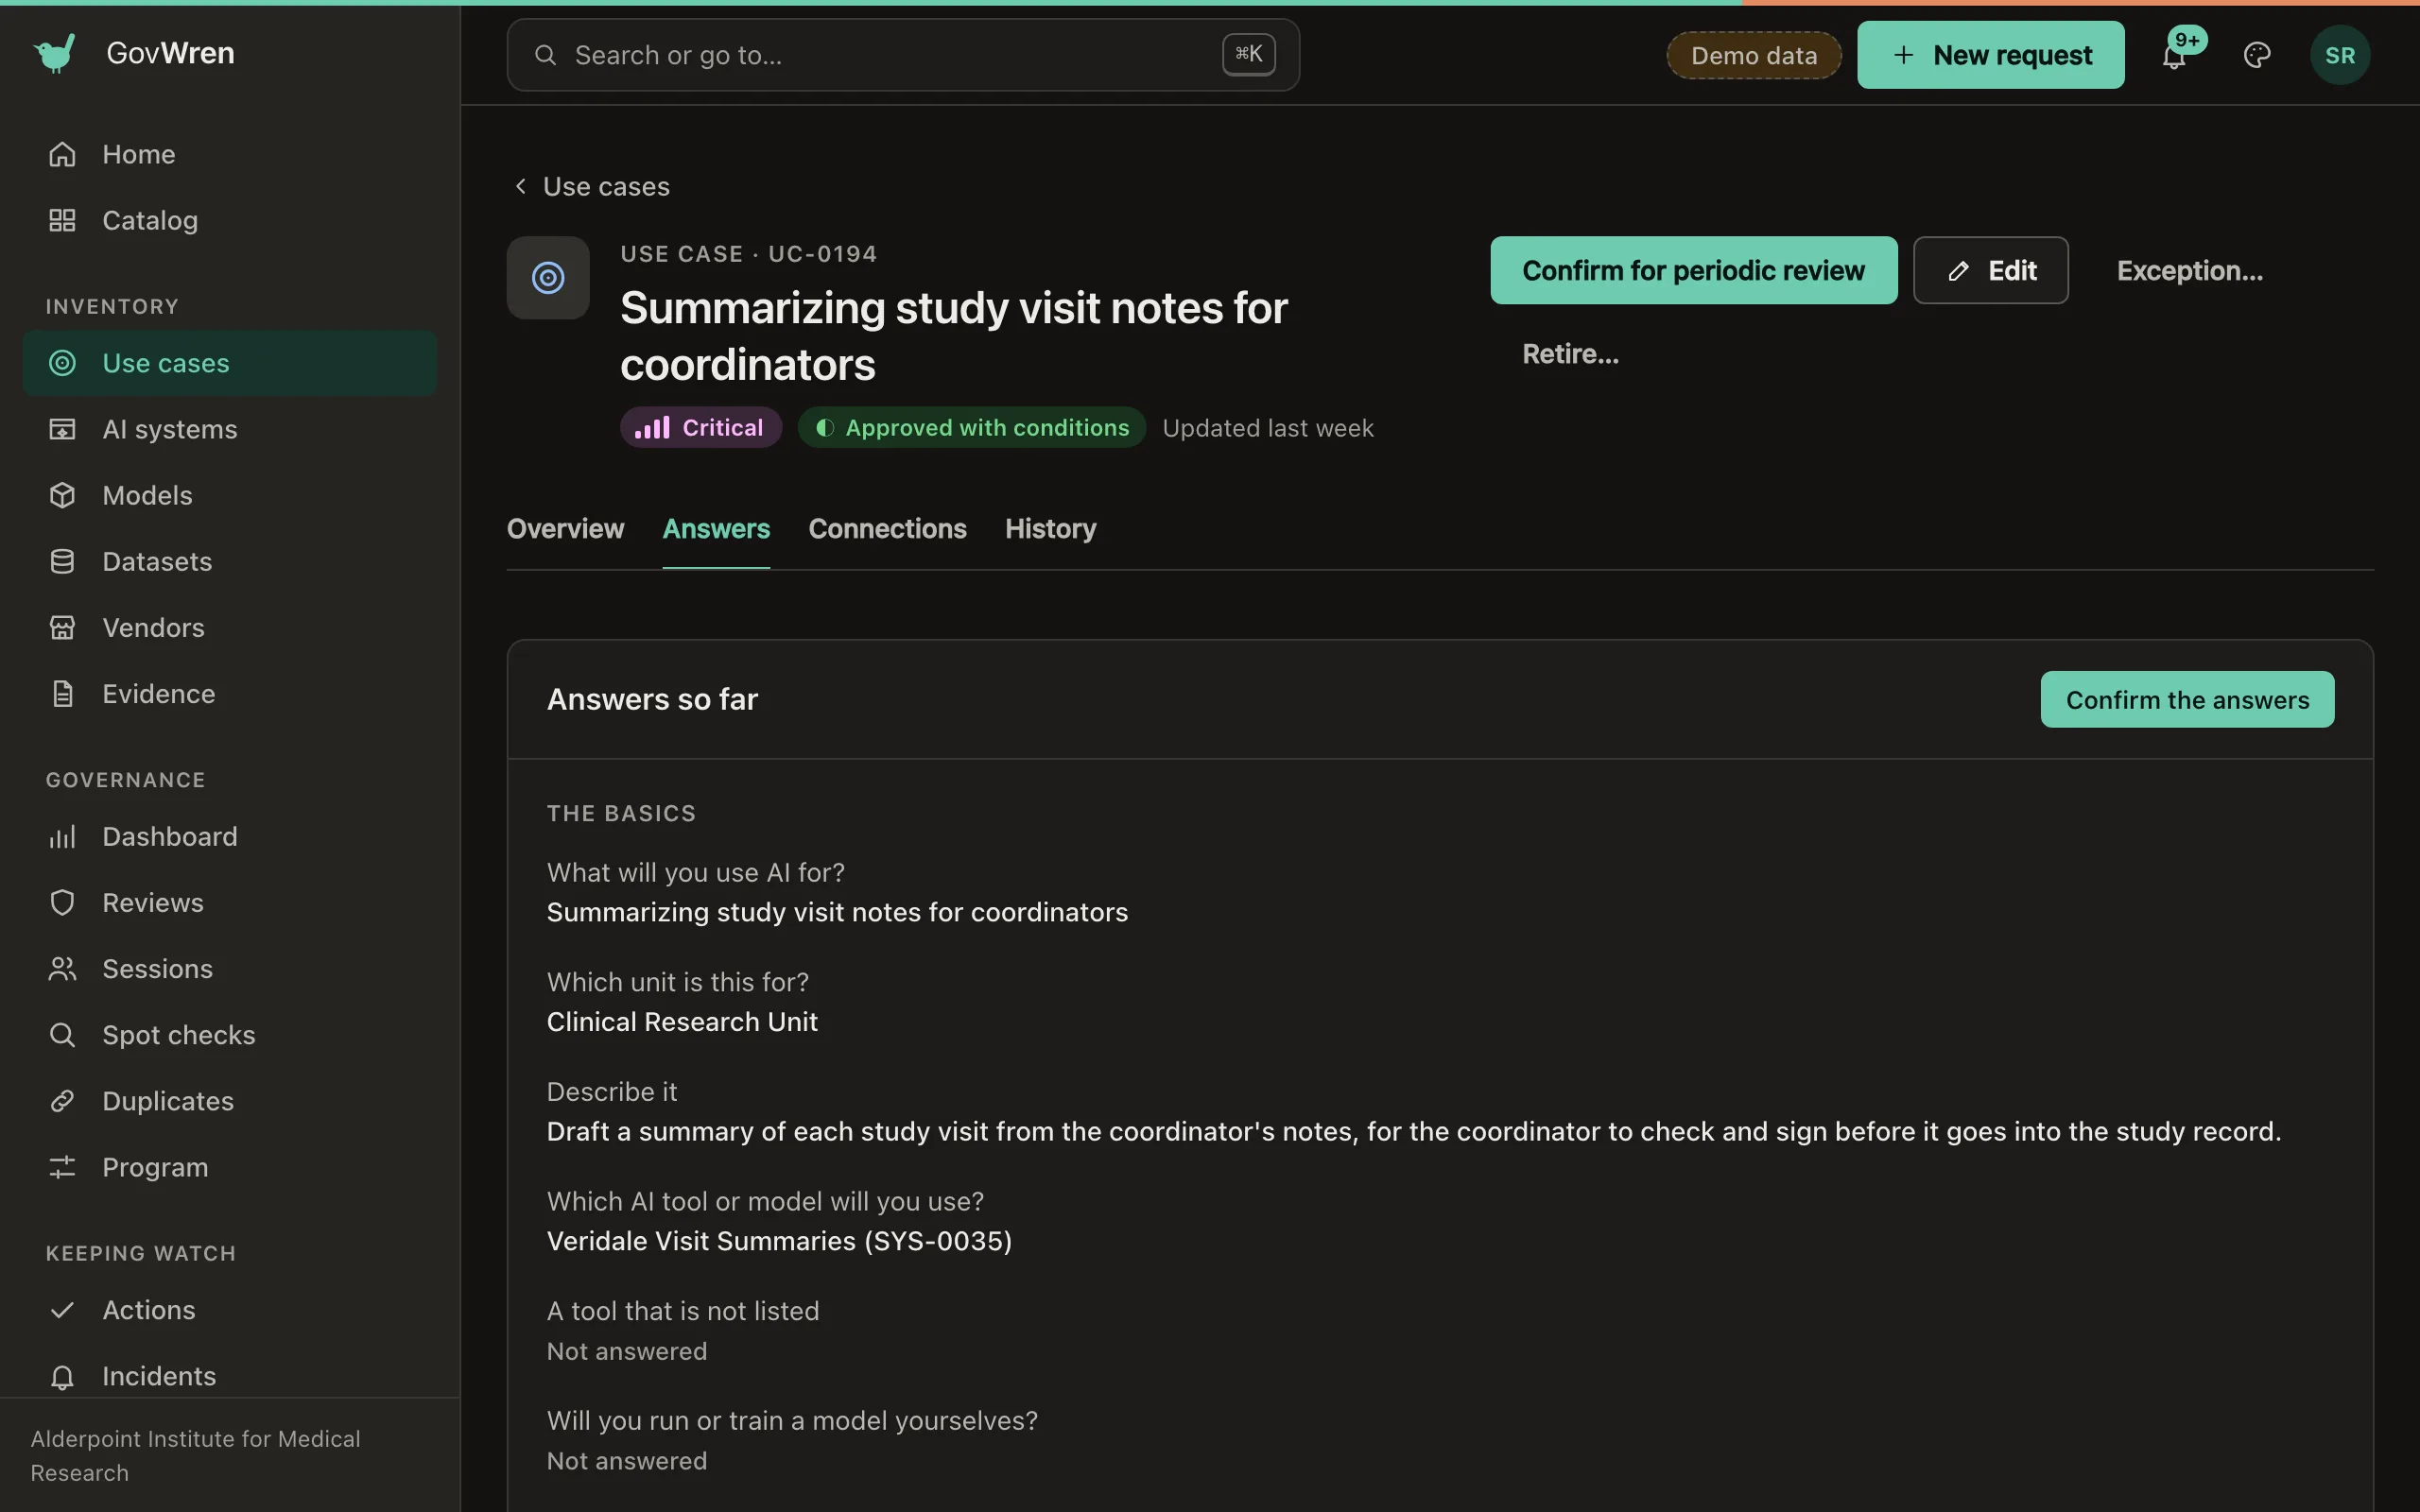 GovWren
Search or go to...
⌘K
Demo data
+ New request
9+
SR
Home
Catalog
INVENTORY
Use cases
AI systems
Models
Datasets
Vendors
Evidence
GOVERNANCE
Dashboard
Reviews
Sessions
Spot checks
Duplicates
Program
KEEPING WATCH
Actions
Incidents
Alderpoint Institute for Medical
Research
Use cases
USE CASE · UC-0194
Summarizing study visit notes for
coordinators
Critical
Approved with conditions
Updated last week
Confirm for periodic review
Edit
Exception...
Retire...
Overview
Answers
Connections
History
Answers so far
Confirm the answers
THE BASICS
What will you use AI for?
Summarizing study visit notes for coordinators
Which unit is this for?
Clinical Research Unit
Describe it
Draft a summary of each study visit from the coordinator's notes, for the coordinator to check and sign before it goes into the study record.
Which AI tool or model will you use?
Veridale Visit Summaries (SYS-0035)
A tool that is not listed
Not answered
Will you run or train a model yourselves?
Not answered